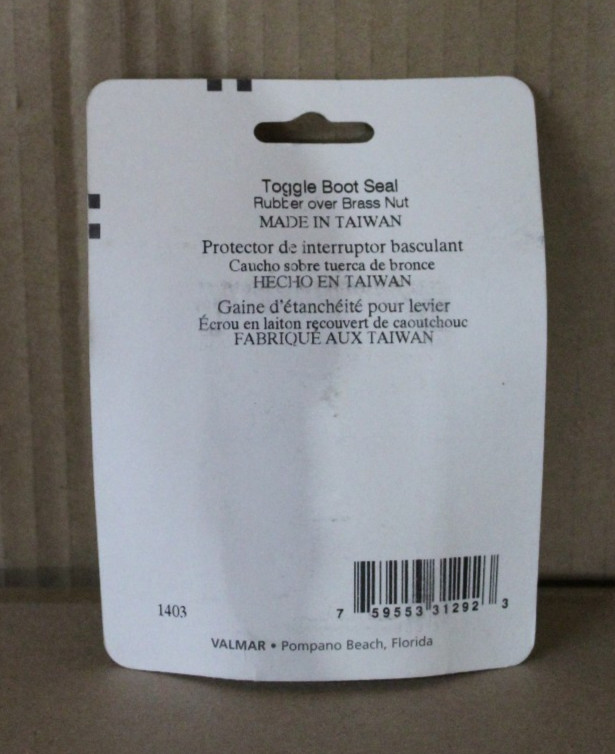 Toggle Boot Seal
Rubber over Brass Nut
MADE IN TAIWAN
Protector de interruptor basculant
Caucho sobre tuerca de bronce
HECHO EN TAIWAN
Gaine d'étanchéité pour levier
Écrou en laiton recouvert de caoutchouc
FABRIQUÉ AUX TAIWAN
1403
7 59553 31292 3
VALMAR • Pompano Beach, Florida